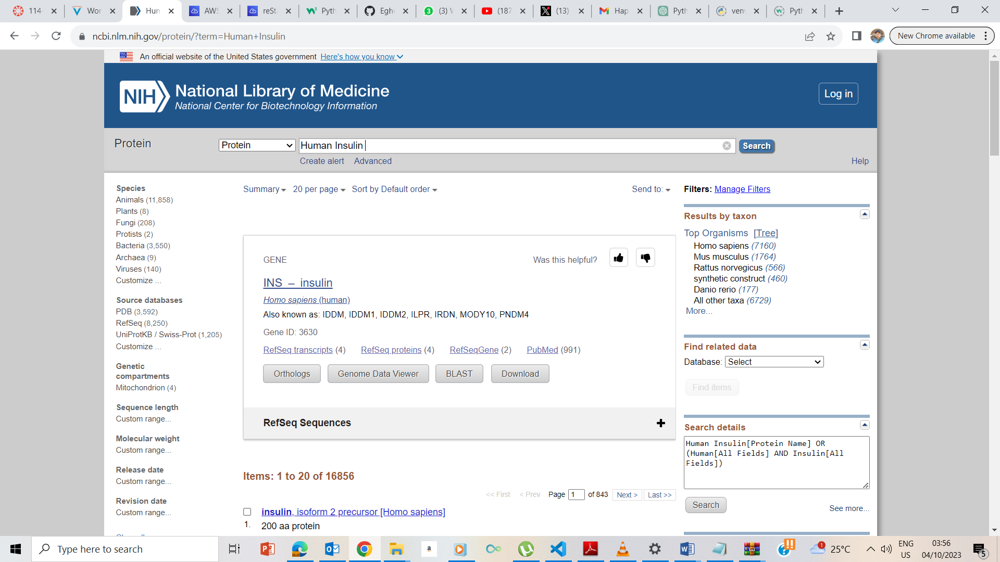 114-
Wor
Hun
AWS
reSt
Pyth
Eghe
(3) V
(187
(13)
Hap
Pyth
venv
Pyth
ncbi.nlm.nih.gov/protein/?term=Human+Insulin
New Chrome available
An official website of the United States government Here's how you know
NIH National Library of Medicine
National Center for Biotechnology Information
Log in
Protein
Protein
Human Insulin
Search
Create alert Advanced
Help
Species
Animals (11,858)
Plants (8)
Fungi (208)
Protists (2)
Bacteria (3,550)
Archaea (9)
Viruses (140)
Customize ...
Source databases
PDB (3,592)
RefSeq (8,250)
UniProtKB / Swiss-Prot (1,205)
Customize ...
Genetic
compartments
Mitochondrion (4)
Sequence length
Custom range...
Molecular weight
Custom range...
Release date
Custom range...
Revision date
Custom range...
Summary 20 per page Sort by Default order
Send to:
GENE
Was this helpful?
INS – insulin
Homo sapiens (human)
Also known as: IDDM, IDDM1, IDDM2, ILPR, IRDN, MODY10, PNDM4
Gene ID: 3630
RefSeq transcripts (4) RefSeq proteins (4) RefSeqGene (2) PubMed (991)
Orthologs Genome Data Viewer BLAST Download
RefSeq Sequences
Items: 1 to 20 of 16856
<< First < Prev Page 1 of 843 Next > Last >>
insulin, isoform 2 precursor [Homo sapiens]
1. 200 aa protein
Filters: Manage Filters
Results by taxon
Top Organisms [Tree]
Homo sapiens (7160)
Mus musculus (1764)
Rattus norvegicus (566)
synthetic construct (460)
Danio rerio (177)
All other taxa (6729)
More...
Find related data
Database: Select
Find items
Search details
Human Insulin[Protein Name] OR
(Human[All Fields] AND Insulin[All
Fields])
Search
See more...
Type here to search
a
1
25°C
ENG
US
03:56
04/10/2023
5